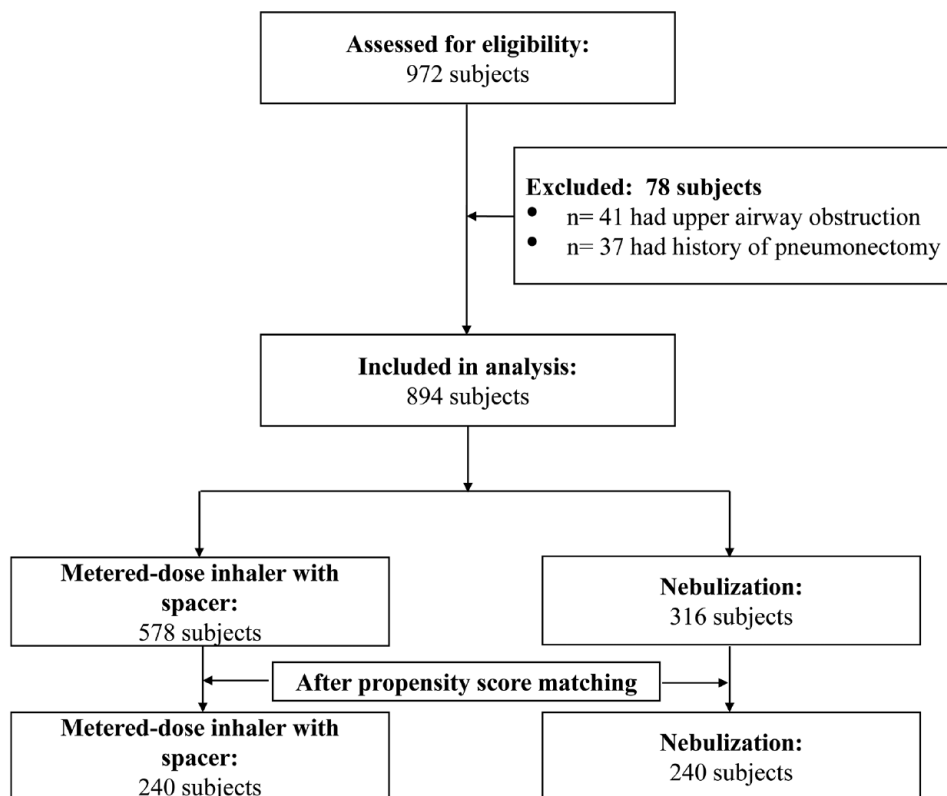 Assessed for eligibility:
972 subjects
Excluded:  78 subjects
• n= 41 had upper airway obstruction
• n= 37 had history of pneumonectomy
Included in analysis:
894 subjects
Metered-dose inhaler with
spacer:
578 subjects
Nebulization:
316 subjects
After propensity score matching
Metered-dose inhaler with
spacer:
240 subjects
Nebulization:
240 subjects